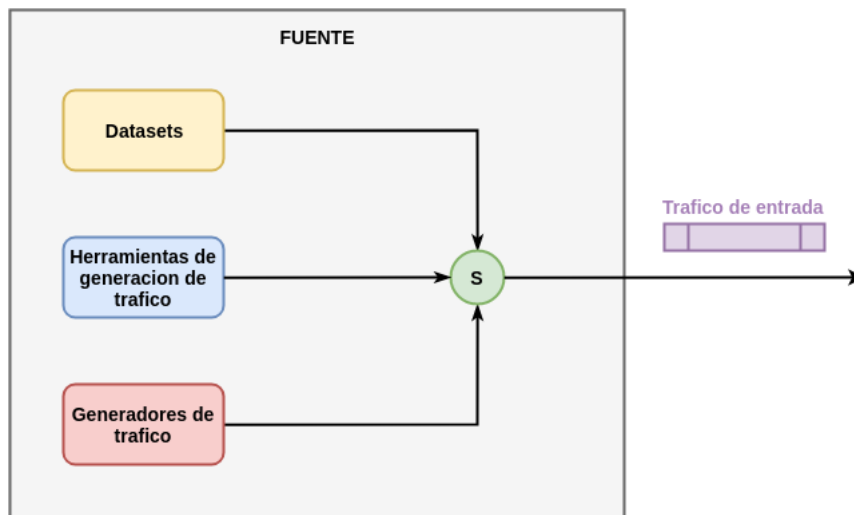 FUENTE
Datasets
Trafico de entrada
Herramientas de
generacion de
trafico
S
Generadores de
trafico